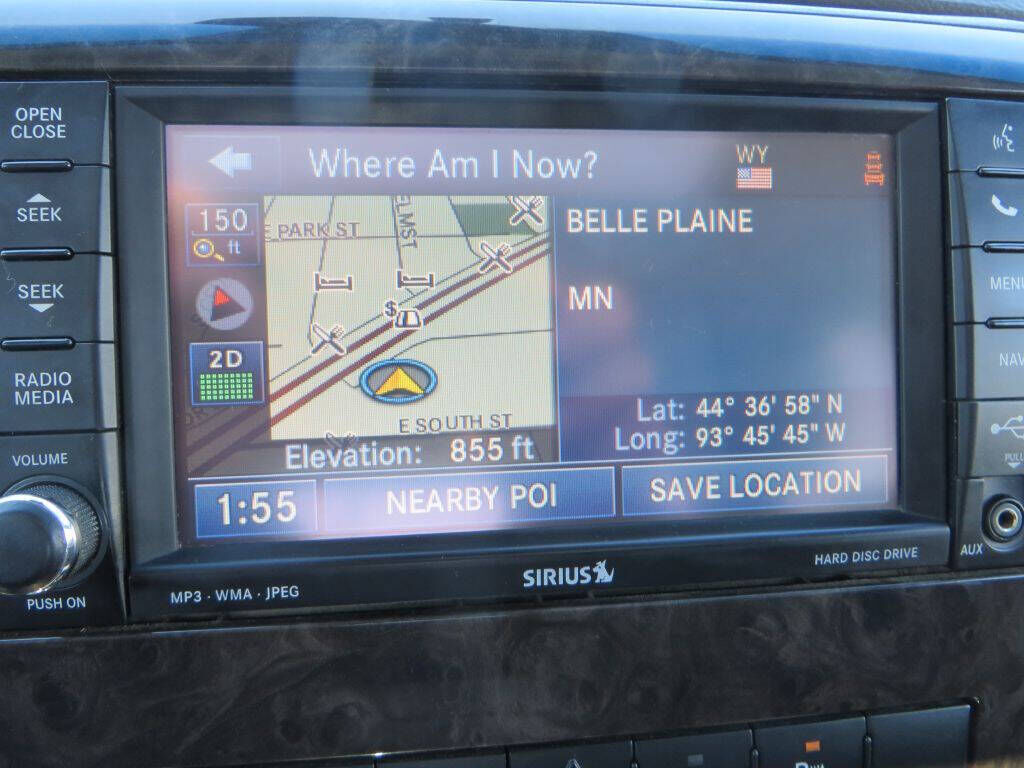 OPEN
CLOSE
SEEK
SEEK
RADIO
MEDIA
VOLUME
PUSH ON
Where Am I Now?
WY
150
ft
2D
E PARK ST
ELM ST
$
E SOUTH ST
Elevation: 855 ft
BELLE PLAINE
MN
Lat: 44° 36' 58" N
Long: 93° 45' 45" W
1:55
NEARBY POI
SAVE LOCATION
MP3 · WMA · JPEG
SIRIUS
HARD DISC DRIVE
MENU
NAV
PULL
AUX